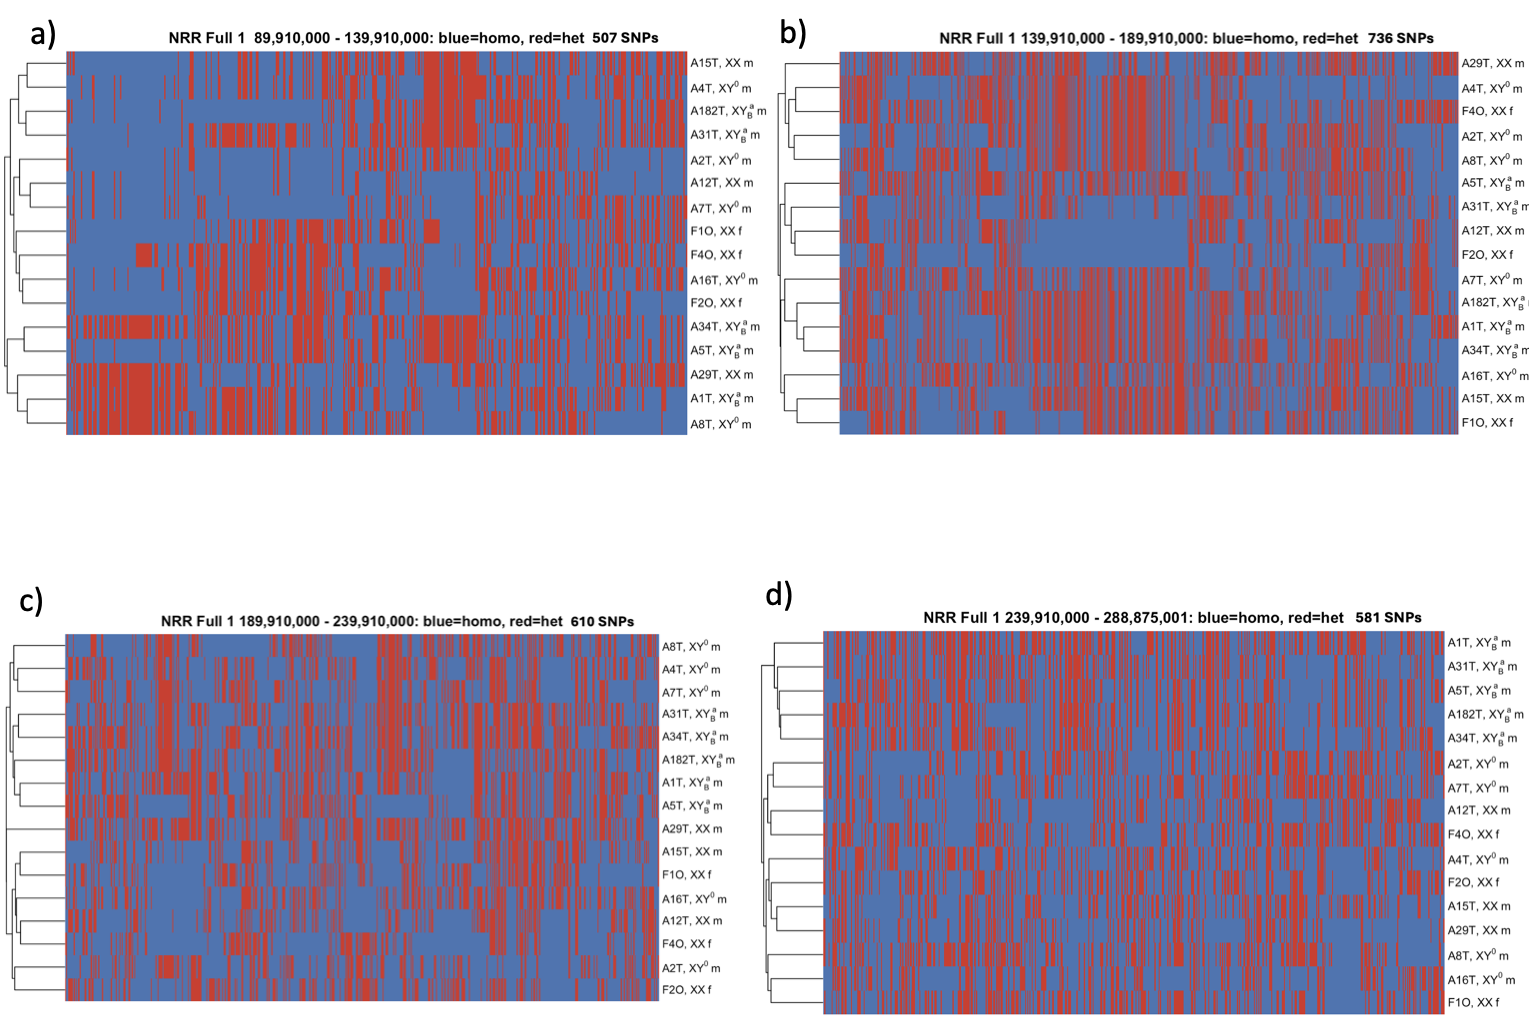 a)
NRR Full 1 89,910,000 - 139,910,000: blue=homo, red=het 507 SNPs
A15T, XX m
A4T, XY⁰ m
A182T, XYᵃB m
A31T, XYᵃB m
A2T, XY⁰ m
A12T, XX m
A7T, XY⁰ m
F1O, XX f
F4O, XX f
A16T, XY⁰ m
F2O, XX f
A34T, XYᵃB m
A5T, XYᵃB m
A29T, XX m
A1T, XYᵃB m
A8T, XY⁰ m
b)
NRR Full 1 139,910,000 - 189,910,000: blue=homo, red=het 736 SNPs
A29T, XX m
A4T, XY⁰ m
F4O, XX f
A2T, XY⁰ m
A8T, XY⁰ m
A5T, XYᵃB m
A31T, XYᵃB m
A12T, XX m
F2O, XX f
A7T, XY⁰ m
A182T, XYᵃB m
A1T, XYᵃB m
A34T, XYᵃB m
A16T, XY⁰ m
A15T, XX m
F1O, XX f
c)
NRR Full 1 189,910,000 - 239,910,000: blue=homo, red=het 610 SNPs
A8T, XY⁰ m
A4T, XY⁰ m
A7T, XY⁰ m
A31T, XYᵃB m
A34T, XYᵃB m
A182T, XYᵃB m
A1T, XYᵃB m
A5T, XYᵃB m
A29T, XX m
A15T, XX m
F1O, XX f
A16T, XY⁰ m
A12T, XX m
F4O, XX f
A2T, XY⁰ m
F2O, XX f
d)
NRR Full 1 239,910,000 - 288,875,001: blue=homo, red=het 581 SNPs
A1T, XYᵃB m
A31T, XYᵃB m
A5T, XYᵃB m
A182T, XYᵃB m
A34T, XYᵃB m
A2T, XY⁰ m
A7T, XY⁰ m
A12T, XX m
F4O, XX f
A4T, XY⁰ m
F2O, XX f
A15T, XX m
A29T, XX m
A8T, XY⁰ m
A16T, XY⁰ m
F1O, XX f